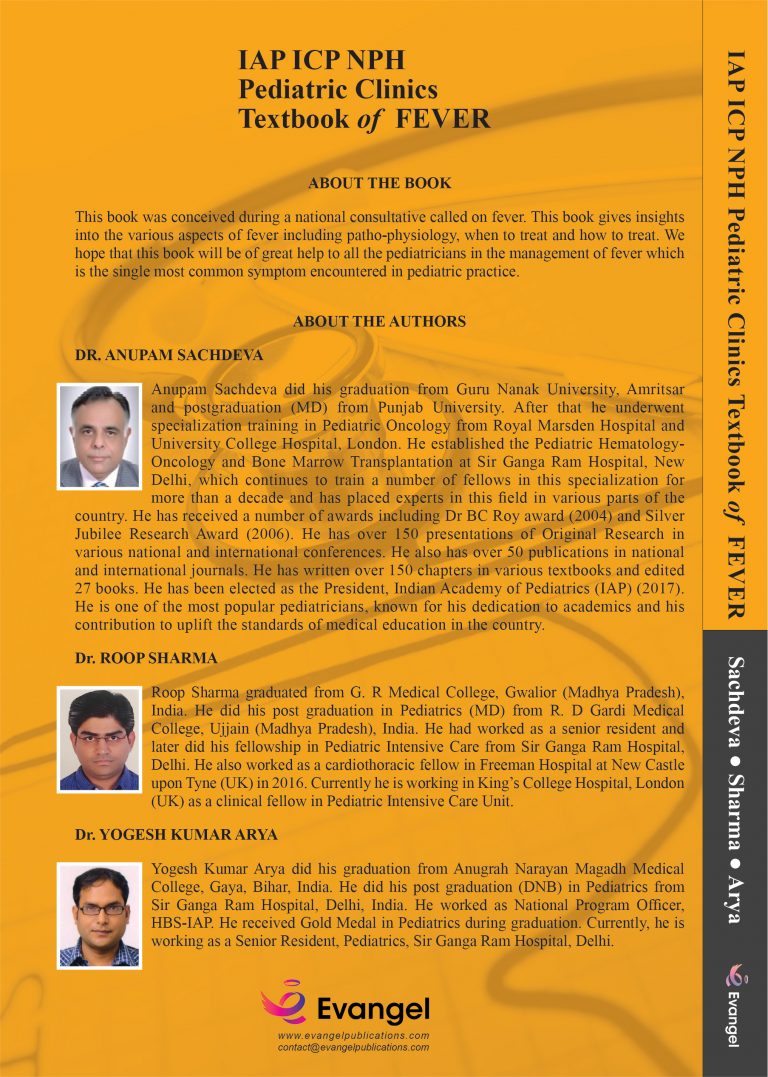 IAP ICP NPH
Pediatric Clinics
Textbook of FEVER
ABOUT THE BOOK
This book was conceived during a national consultative called on fever. This book gives insights
into the various aspects of fever including patho-physiology, when to treat and how to treat. We
hope that this book will be of great help to all the pediatricians in the management of fever which
is the single most common symptom encountered in pediatric practice.
ABOUT THE AUTHORS
DR. ANUPAM SACHDEVA
Anupam Sachdeva did his graduation from Guru Nanak University, Amritsar
and postgraduation (MD) from Punjab University. After that he underwent
specialization training in Pediatric Oncology from Royal Marsden Hospital and
University College Hospital, London. He established the Pediatric Hematology-
Oncology and Bone Marrow Transplantation at Sir Ganga Ram Hospital, New
Delhi, which continues to train a number of fellows in this specialization for
more than a decade and has placed experts in this field in various parts of the
country. He has received a number of awards including Dr BC Roy award (2004) and Silver
Jubilee Research Award (2006). He has over 150 presentations of Original Research in
various national and international conferences. He also has over 50 publications in national
and international journals. He has written over 150 chapters in various textbooks and edited
27 books. He has been elected as the President, Indian Academy of Pediatrics (IAP) (2017).
He is one of the most popular pediatricians, known for his dedication to academics and his
contribution to uplift the standards of medical education in the country.
Dr. ROOP SHARMA
Roop Sharma graduated from G. R Medical College, Gwalior (Madhya Pradesh),
India. He did his post graduation in Pediatrics (MD) from R. D Gardi Medical
College, Ujjain (Madhya Pradesh), India. He had worked as a senior resident and
later did his fellowship in Pediatric Intensive Care from Sir Ganga Ram Hospital,
Delhi. He also worked as a cardiothoracic fellow in Freeman Hospital at New Castle
upon Tyne (UK) in 2016. Currently he is working in King's College Hospital, London
(UK) as a clinical fellow in Pediatric Intensive Care Unit.
Dr. YOGESH KUMAR ARYA
Yogesh Kumar Arya did his graduation from Anugrah Narayan Magadh Medical
College, Gaya, Bihar, India. He did his post graduation (DNB) in Pediatrics from
Sir Ganga Ram Hospital, Delhi, India. He worked as National Program Officer,
HBS-IAP. He received Gold Medal in Pediatrics during graduation. Currently, he is
working as a Senior Resident, Pediatrics, Sir Ganga Ram Hospital, Delhi.
Evangel
www.evangelpublications.com
contact@evangelpublications.com
IAP ICP NPH Pediatric Clinics Textbook of FEVER
Sachdeva ● Sharma ● Arya
Evangel